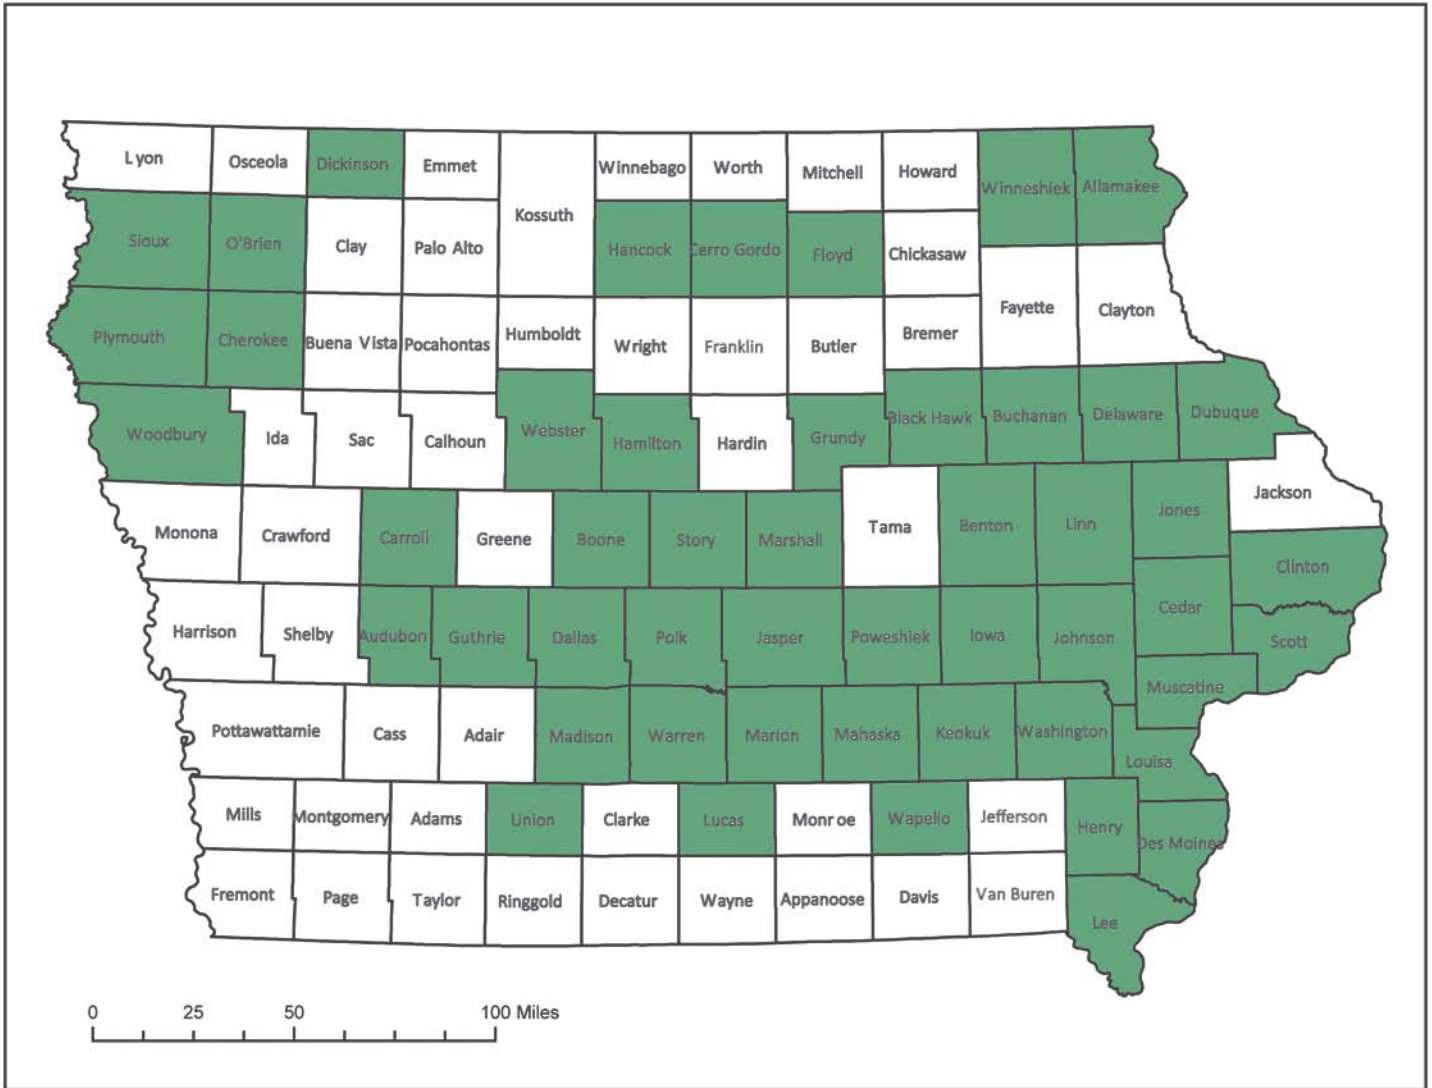 Lyon
Osceola
Dickinson
Emmet
Kossuth
Winnebago
Worth
Mitchell
Howard
Winneshiek
Allamakee
Sioux
O'Brien
Clay
Palo Alto
Hancock
Cerro Gordo
Floyd
Chickasaw
Fayette
Clayton
Plymouth
Cherokee
Buena Vista
Pocahontas
Humboldt
Wright
Franklin
Butler
Bremer
Woodbury
Ida
Sac
Calhoun
Webster
Hamilton
Hardin
Grundy
Black Hawk
Buchanan
Delaware
Dubuque
Monona
Crawford
Carroll
Greene
Boone
Story
Marshall
Tama
Benton
Linn
Jones
Jackson
Clinton
Harrison
Shelby
Audubon
Guthrie
Dallas
Polk
Jasper
Poweshiek
Iowa
Johnson
Cedar
Scott
Muscatine
Pottawattamie
Cass
Adair
Madison
Warren
Marion
Mahaska
Keokuk
Washington
Louisa
Mills
Montgomery
Adams
Union
Clarke
Lucas
Monroe
Wapello
Jefferson
Henry
Des Moines
Fremont
Page
Taylor
Ringgold
Decatur
Wayne
Appanoose
Davis
Van Buren
Lee
0 25 50 100 Miles